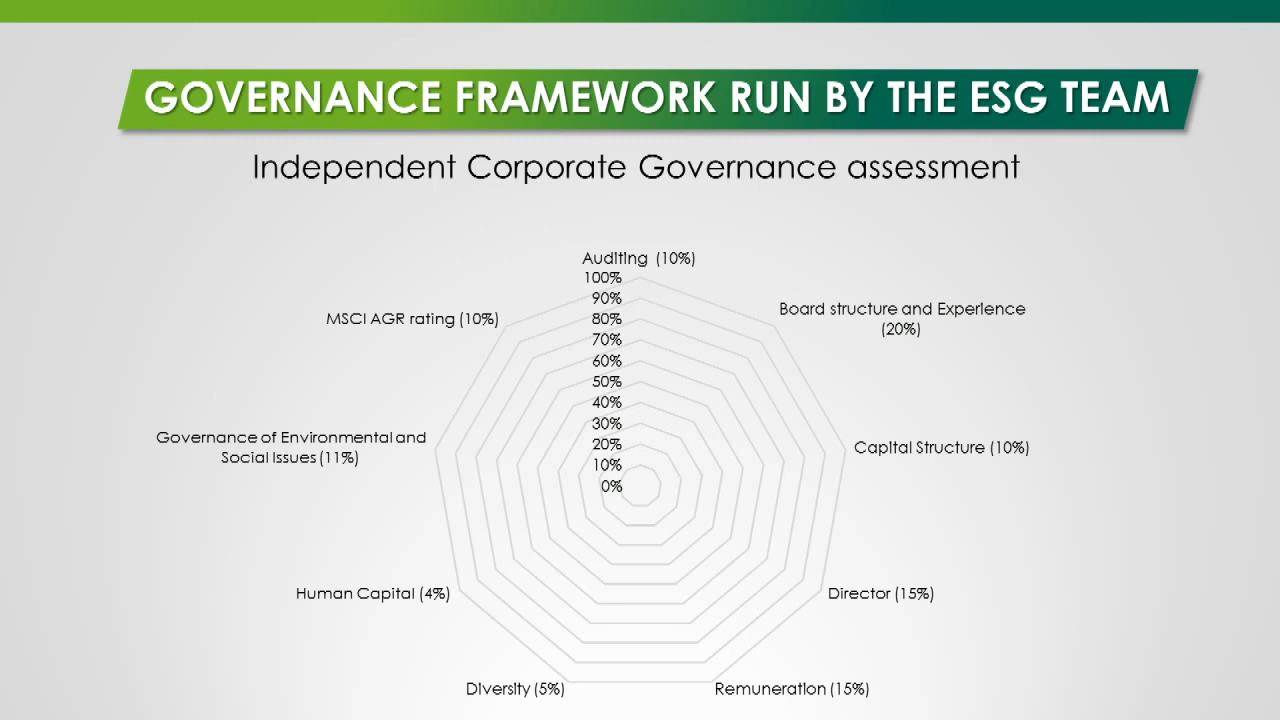 GOVERNANCE FRAMEWORK RUN BY THE ESG TEAM
Independent Corporate Governance assessment
Auditing (10%)
100%
90%
80%
70%
60%
50%
40%
30%
20%
10%
0%
Board structure and Experience
(20%)
Capital Structure (10%)
Director (15%)
Remuneration (15%)
Diversity (5%)
Human Capital (4%)
Governance of Environmental and
Social Issues (11%)
MSCI AGR rating (10%)